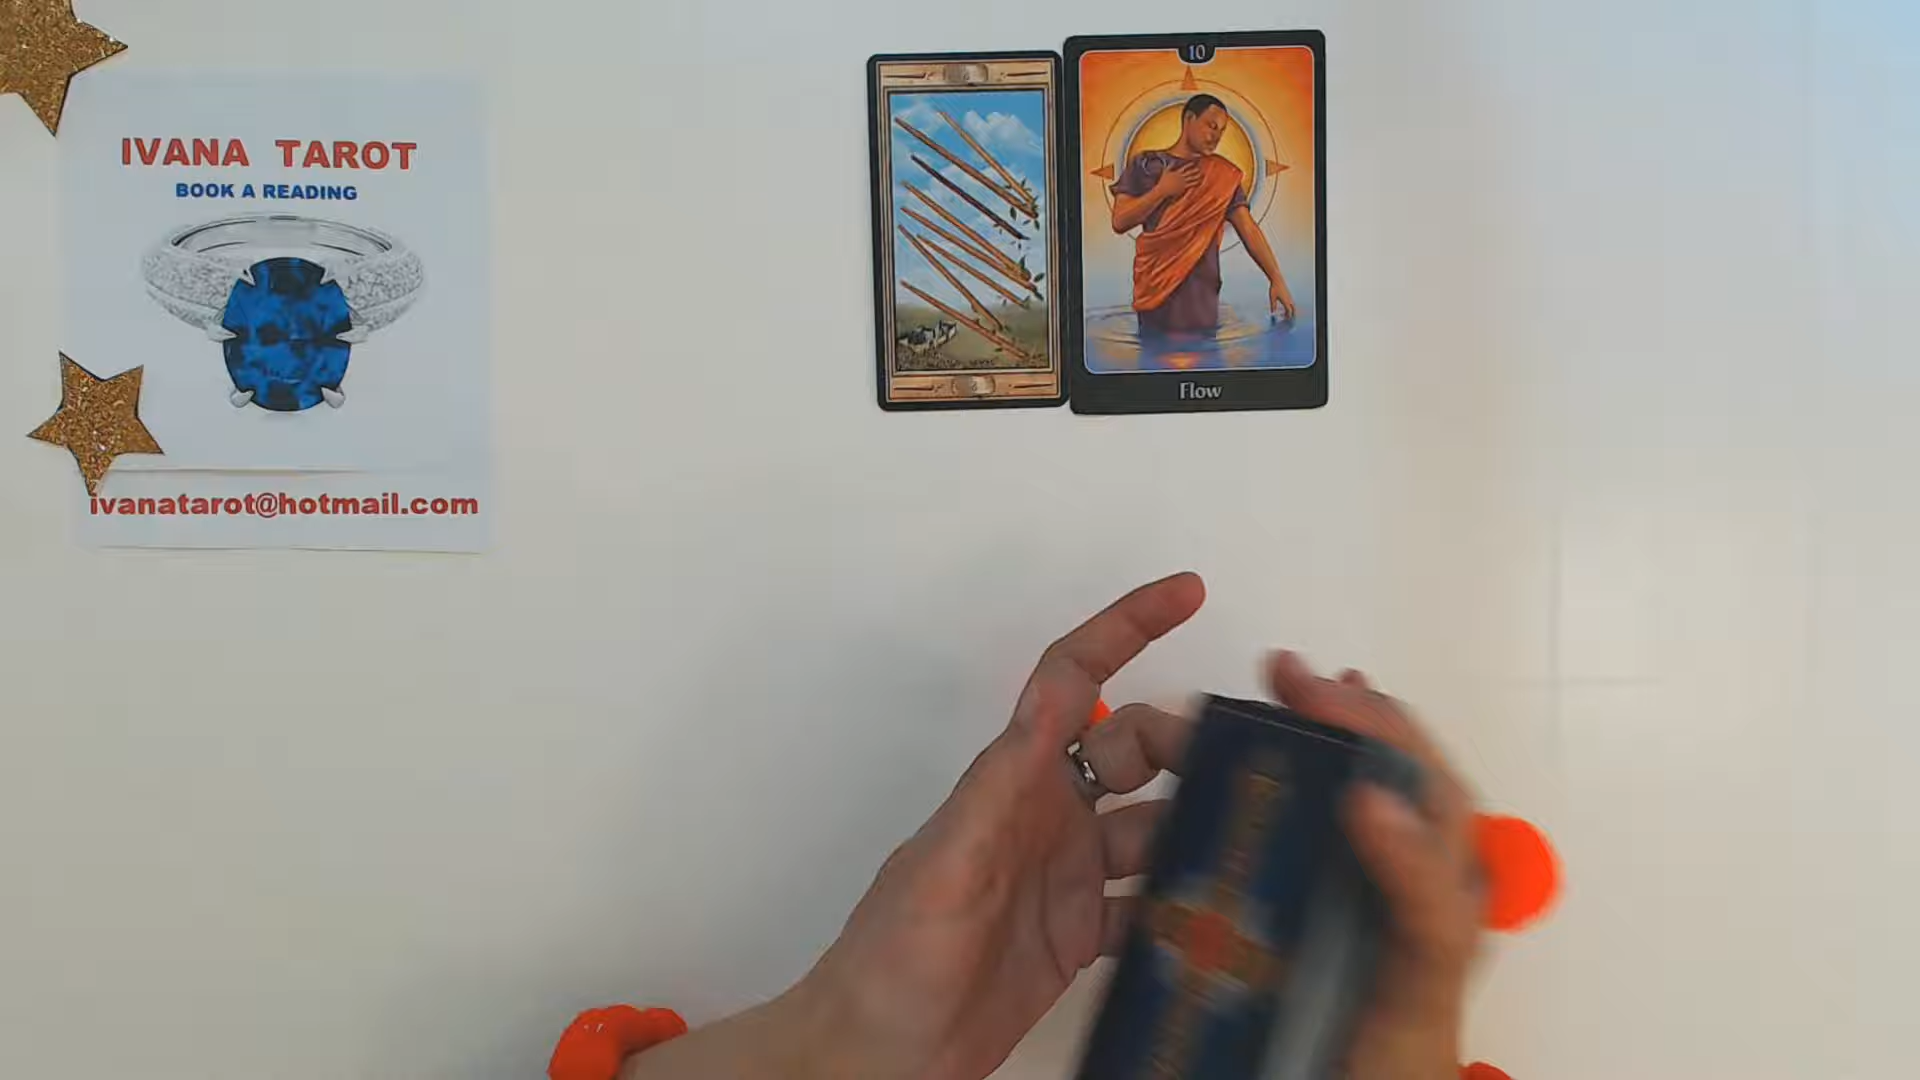 IVANA TAROT
BOOK A READING
ivanatarot@hotmail.com
10
Flow